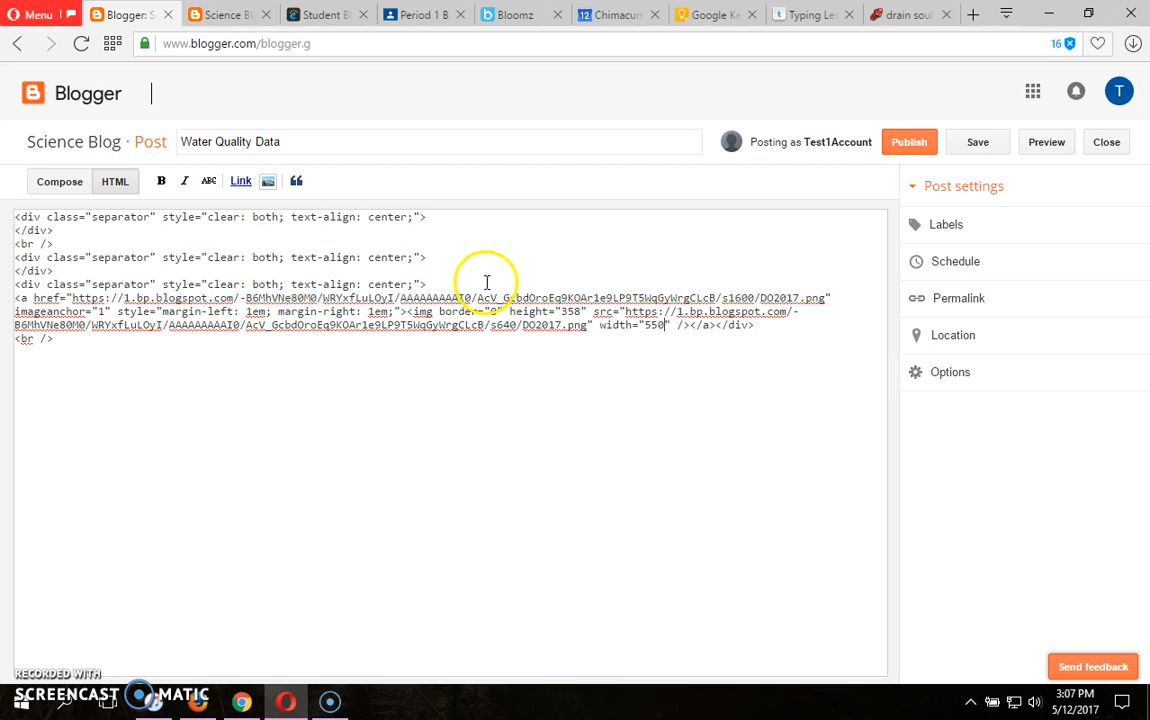 Menu
Blogger: S
Science Blo
Student Bl
Period 1 B
Bloomz
Chimacum
Google Ke
Typing Les
drain soul
www.blogger.com/blogger.g
16
Blogger
T
Science Blog · Post
Water Quality Data
Posting as Test1Account
Publish
Save
Preview
Close
Compose
HTML
B
I
ABC
Link
Post settings
Labels
Schedule
Permalink
Location
Options
<div class="separator" style="clear: both; text-align: center;">
</div>
<br />
<div class="separator" style="clear: both; text-align: center;">
</div>
<div class="separator" style="clear: both; text-align: center;">
<a href="https://1.bp.blogspot.com/-B6MhVNe80M0/WRYxfLuLOyI/AAAAAAAAAI0/AcV_GcbdOroEq9KOAr1e9LP9T5WqGyWrgCLcB/s1600/DO2017.png"
imageanchor="1" style="margin-left: 1em; margin-right: 1em;"><img border="0" height="358" src="https://1.bp.blogspot.com/-
B6MhVNe80M0/WRYxfLuLOyI/AAAAAAAAAI0/AcV_GcbdOroEq9KOAr1e9LP9T5WqGyWrgCLcB/s640/DO2017.png" width="550" /></a></div>
<br />
Send feedback
RECORDED WITH
SCREENCAST MATIC
3:07 PM
5/12/2017